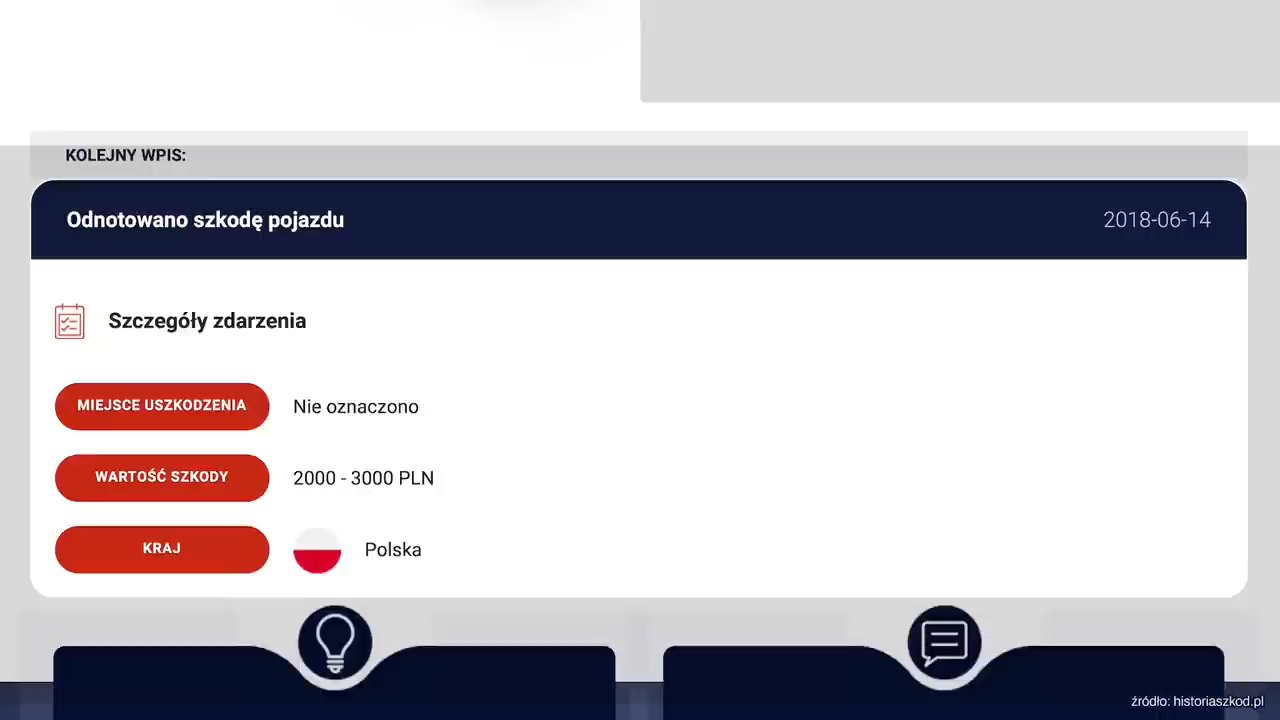 KOLEJNY WPIS:
Odnotowano szkodę pojazdu 2018-06-14
Szczegóły zdarzenia
MIEJSCE USZKODZENIA Nie oznaczono
WARTOŚĆ SZKODY 2000 - 3000 PLN
KRAJ Polska
źródło: historiaszkod.pl